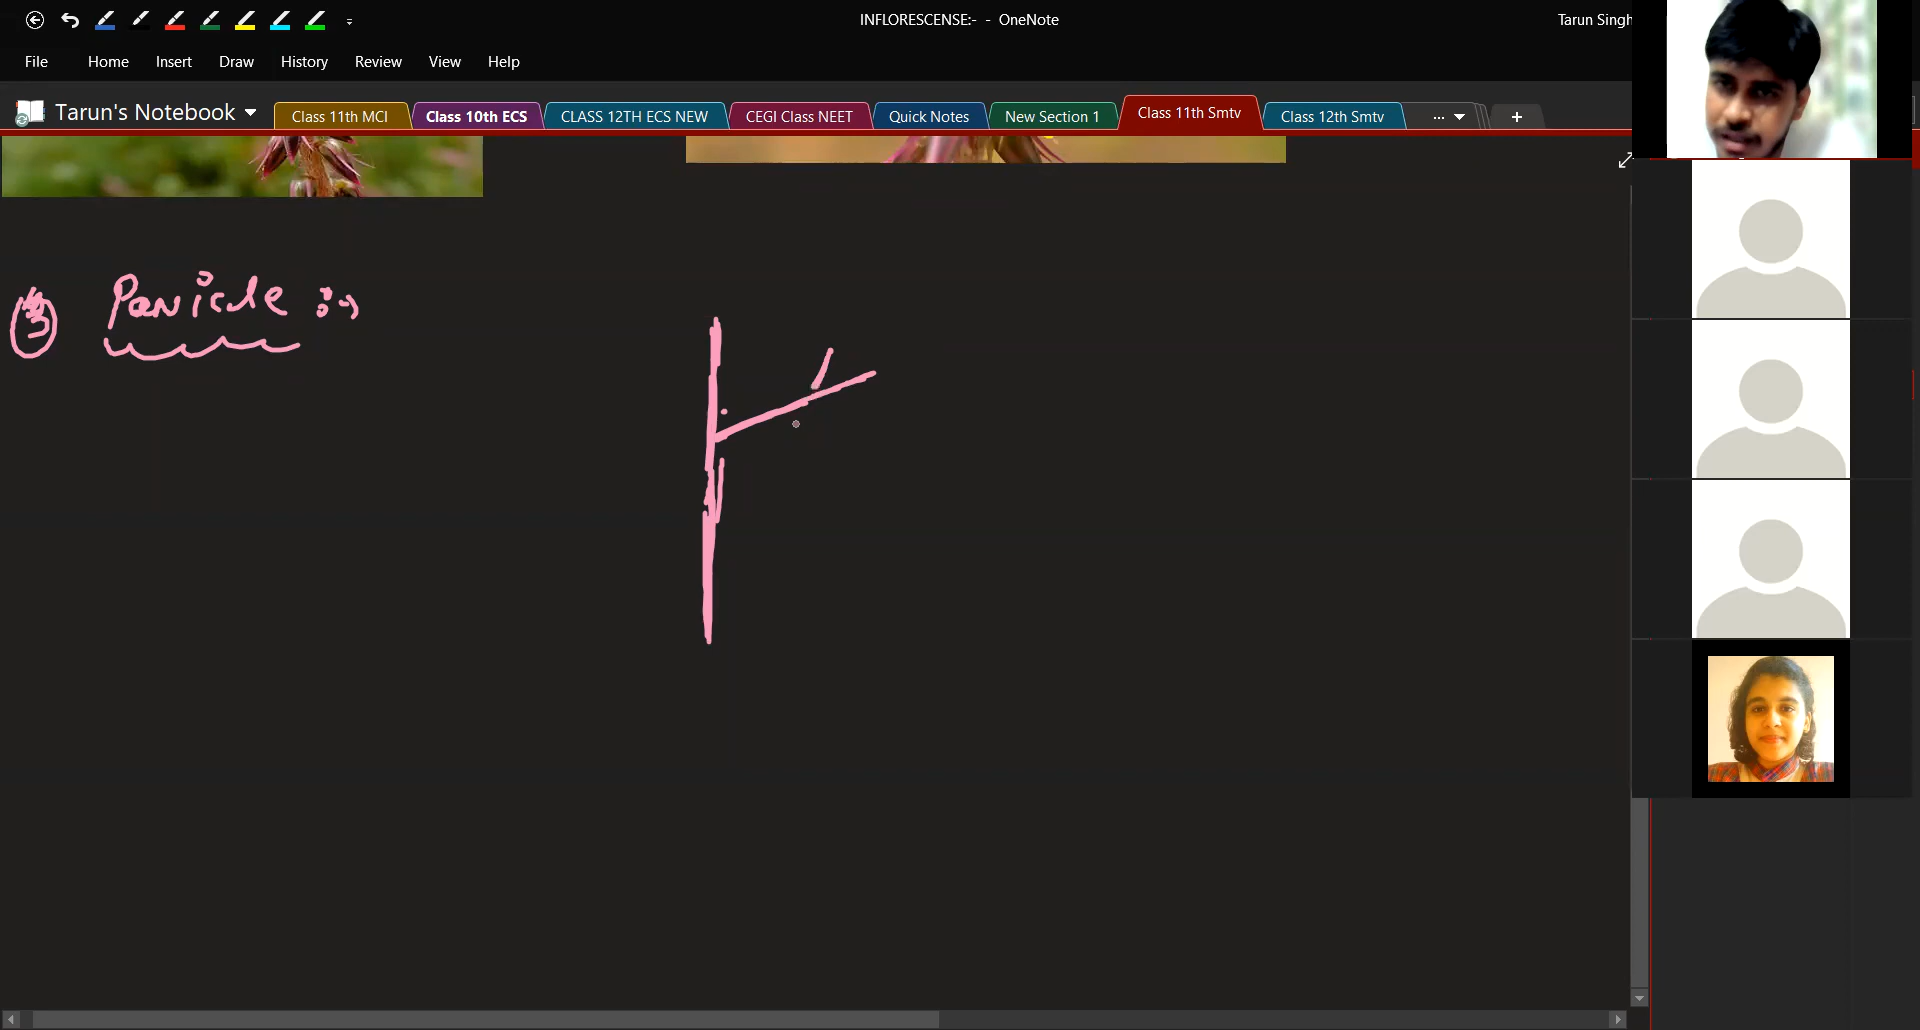 INFLORESCENSE:- - OneNote
Tarun Singh
File Home Insert Draw History Review View Help
Tarun's Notebook
Class 11th MCI
Class 10th ECS
CLASS 12TH ECS NEW
CEGI Class NEET
Quick Notes
New Section 1
Class 11th Smtv
Class 12th Smtv
...
+
3 Panicle :-)